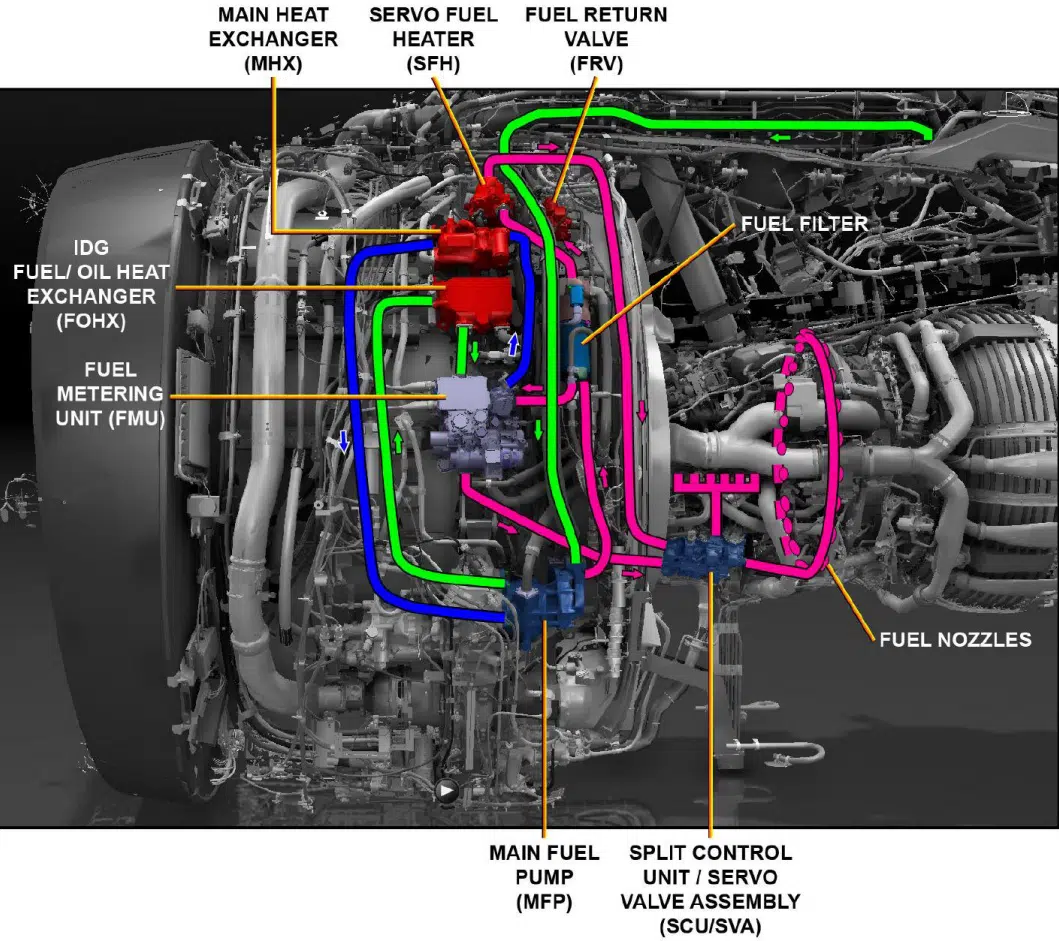 MAIN HEAT
EXCHANGER
(MHX)
SERVO FUEL
HEATER
(SFH)
FUEL RETURN
VALVE
(FRV)
FUEL FILTER
IDG
FUEL/ OIL HEAT
EXCHANGER
(FOHX)
FUEL
METERING
UNIT (FMU)
FUEL NOZZLES
MAIN FUEL
PUMP
(MFP)
SPLIT CONTROL
UNIT / SERVO
VALVE ASSEMBLY
(SCU/SVA)